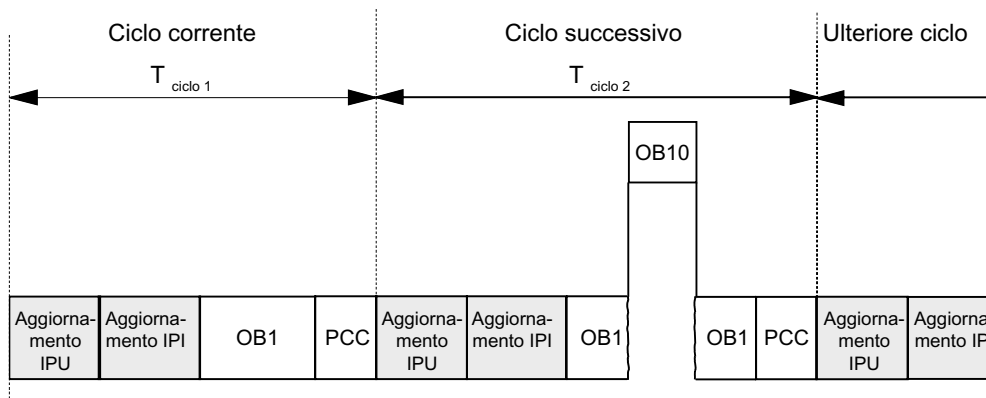 Ciclo corrente
Ciclo successivo
Ulteriore ciclo
T ciclo 1
T ciclo 2
OB10
Aggiorna-
mento
IPU
Aggiorna-
mento IPI
OB1
PCC
Aggiorna-
mento
IPU
Aggiorna-
mento IPI
OB1
OB1
PCC
Aggiorna-
mento
IPU
Aggiorna
mento IP